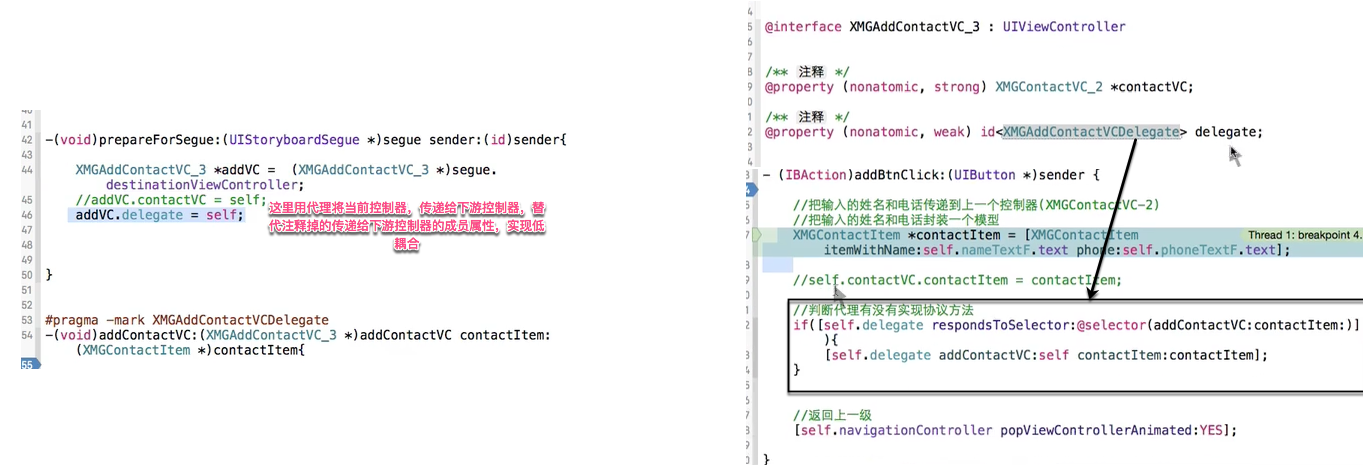 40
41
42 -(void)prepareForSegue:(UIStoryboardSegue *)segue sender:(id)sender{
43
44 XMGAddContactVC_3 *addVC = (XMGAddContactVC_3 *)segue.
destinationViewController;
45 //addVC.contactVC = self;
46 addVC.delegate = self;
这里用代理将当前控制器，传递给下游控制器，替
代注释掉的传递给下游控制器的成员属性，实现低
耦合
47
48
49
50 }
51
52
53 #pragma -mark XMGAddContactVCDelegate
54 -(void)addContactVC:(XMGAddContactVC_3 *)addContactVC contactItem:
(XMGContactItem *)contactItem{
55
4
5 @interface XMGAddContactVC_3 : UIViewController
6
7
8 /** 注释 */
9 @property (nonatomic, strong) XMGContactVC_2 *contactVC;
0
1 /** 注释 */
2 @property (nonatomic, weak) id<XMGAddContactVCDelegate> delegate;
3
4
3 - (IBAction)addBtnClick:(UIButton *)sender {
4
5 //把输入的姓名和电话传递到上一个控制器(XMGContactVC-2)
6 //把输入的姓名和电话封装一个模型
7 XMGContactItem *contactItem = [XMGContactItem
Thread 1: breakpoint 4.
itemWithName:self.nameTextF.text phone:self.phoneTextF.text];
8
9 //self.contactVC.contactItem = contactItem;
0
1 //判断代理有没有实现协议方法
2 if([self.delegate respondsToSelector:@selector(addContactVC:contactItem:)]
){
3 [self.delegate addContactVC:self contactItem:contactItem];
4 }
5
6
7 //返回上一级
8 [self.navigationController popViewControllerAnimated:YES];
9
0 }